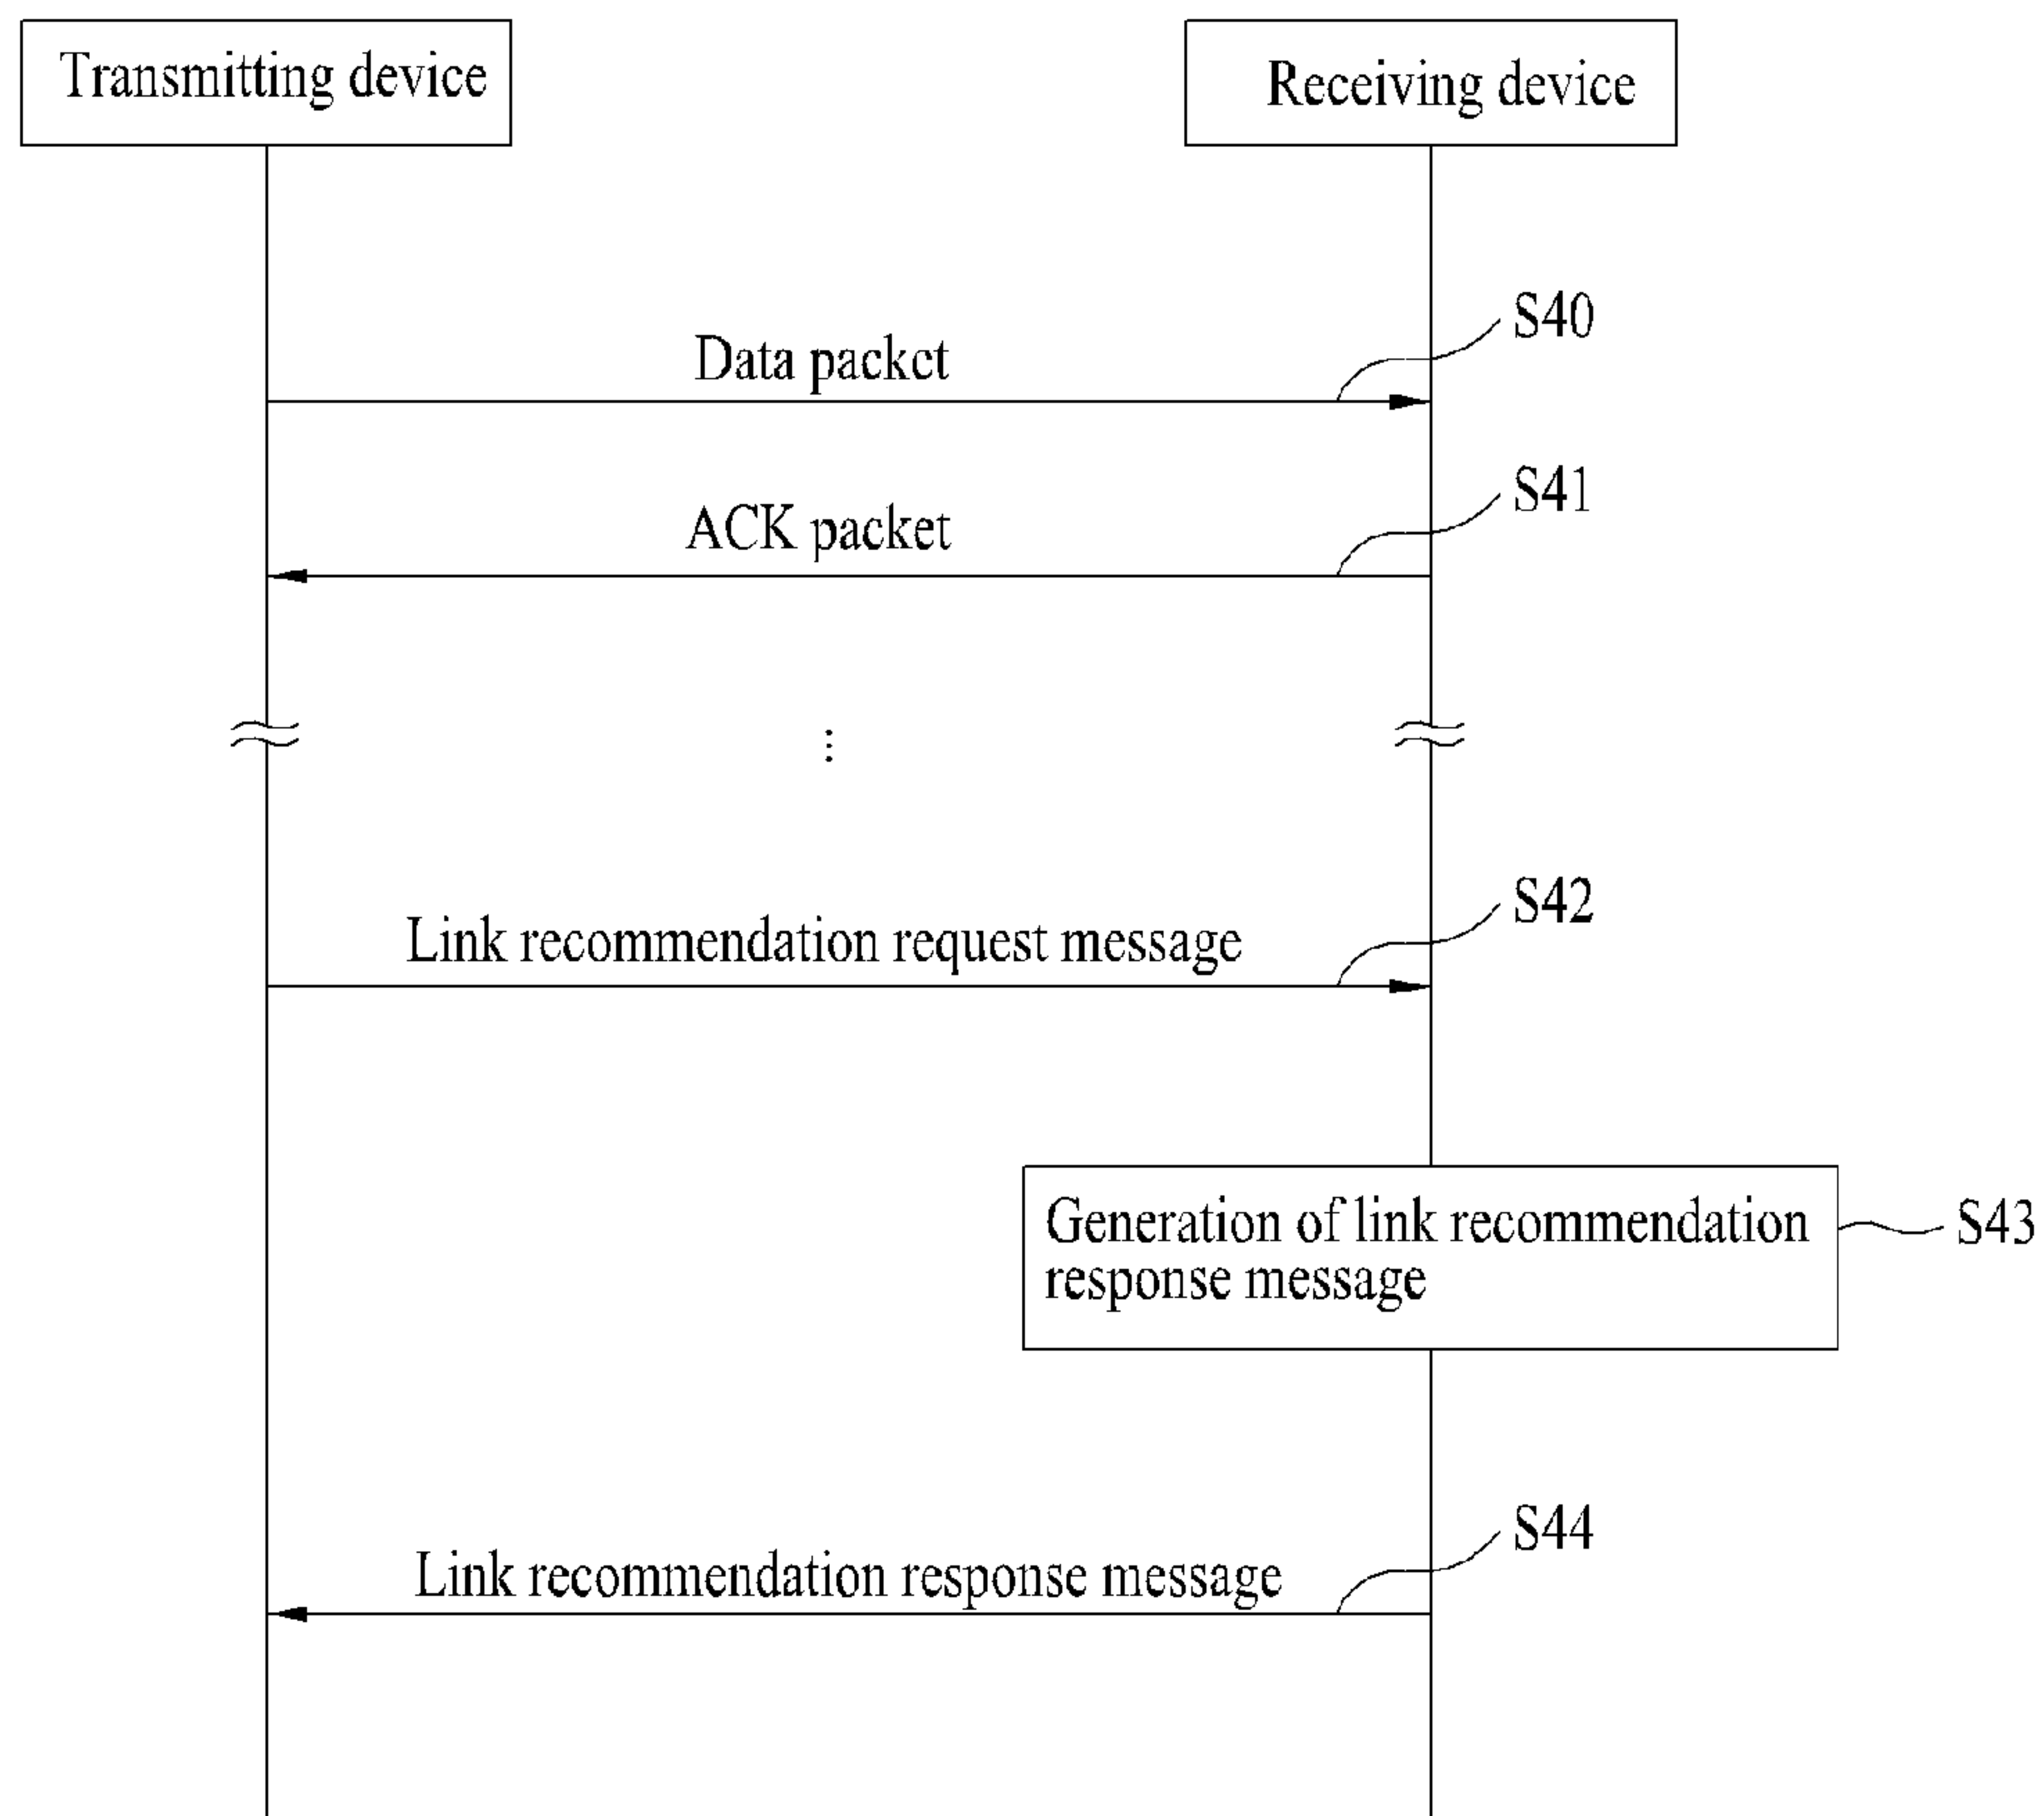 Transmitting device
Receiving device
S40
Data packet
S41
ACK packet
S42
Link recommendation request message
Generation of link recommendation
response message
S43
S44
Link recommendation response message